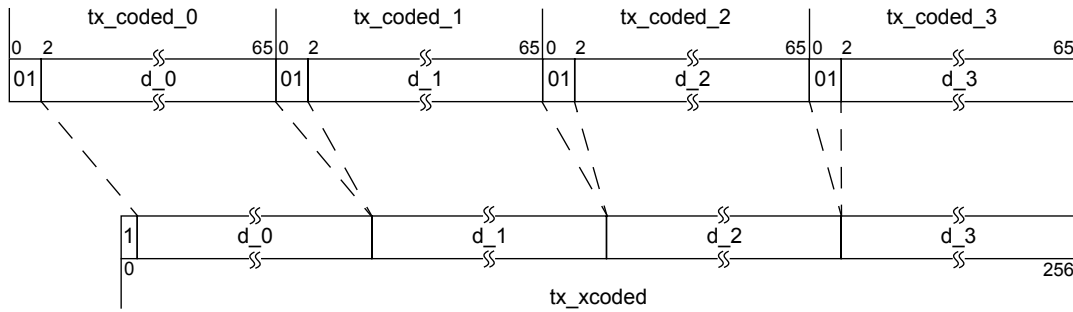 tx_coded_0 tx_coded_1 tx_coded_2 tx_coded_3
0 2 65 0 2 65 0 2 65 0 2 65
01 d_0 01 d_1 01 d_2 01 d_3
1 d_0 d_1 d_2 d_3
0 256
tx_xcoded